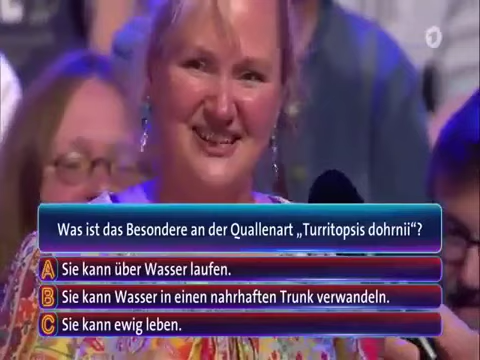 Was ist das Besondere an der Quallenart „Turritopsis dohrnii“?
A Sie kann über Wasser laufen.
B Sie kann Wasser in einen nahrhaften Trunk verwandeln.
C Sie kann ewig leben.